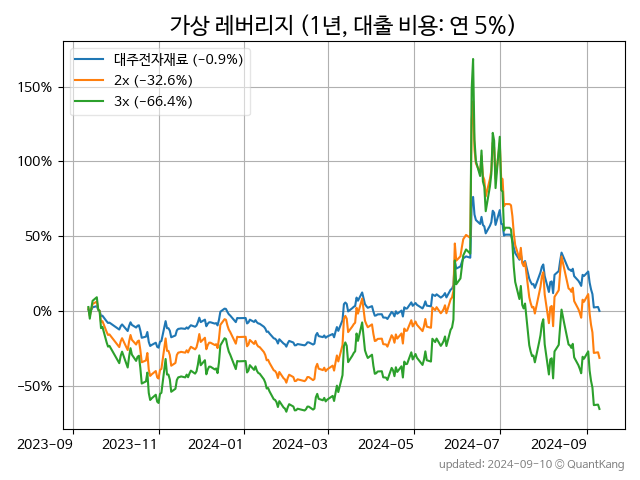 가상 레버리지 (1년, 대출 비용: 연 5%)
대주전자재료 (−0.9%)
2x (−32.6%)
3x (−66.4%)
150%
100%
50%
0%
−50%
2023-09 2023-11 2024-01 2024-03 2024-05 2024-07 2024-09
updated: 2024-09-10 © QuantKang